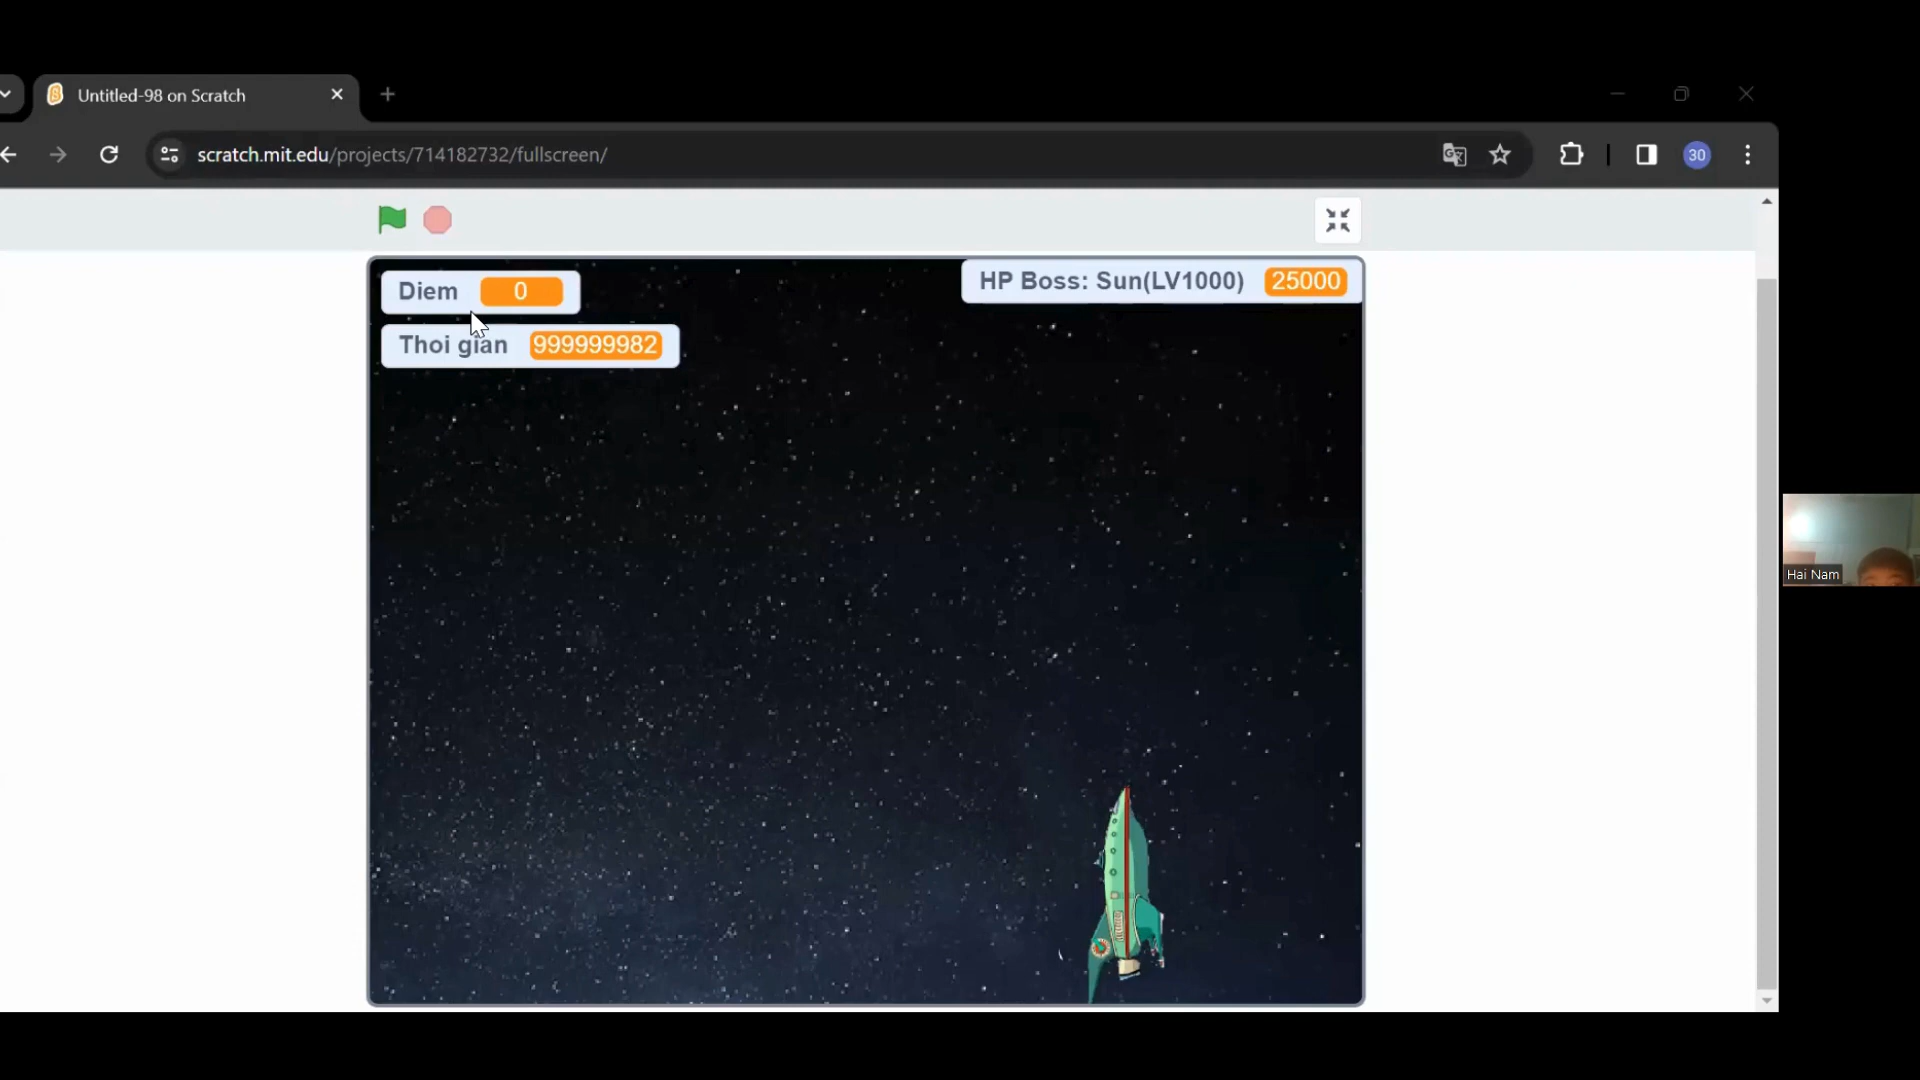 Untitled-98 on Scratch
scratch.mit.edu/projects/714182732/fullscreen/
30
Diem 0
HP Boss: Sun(LV1000) 25000
Thoi gian 999999982
Hai Nam